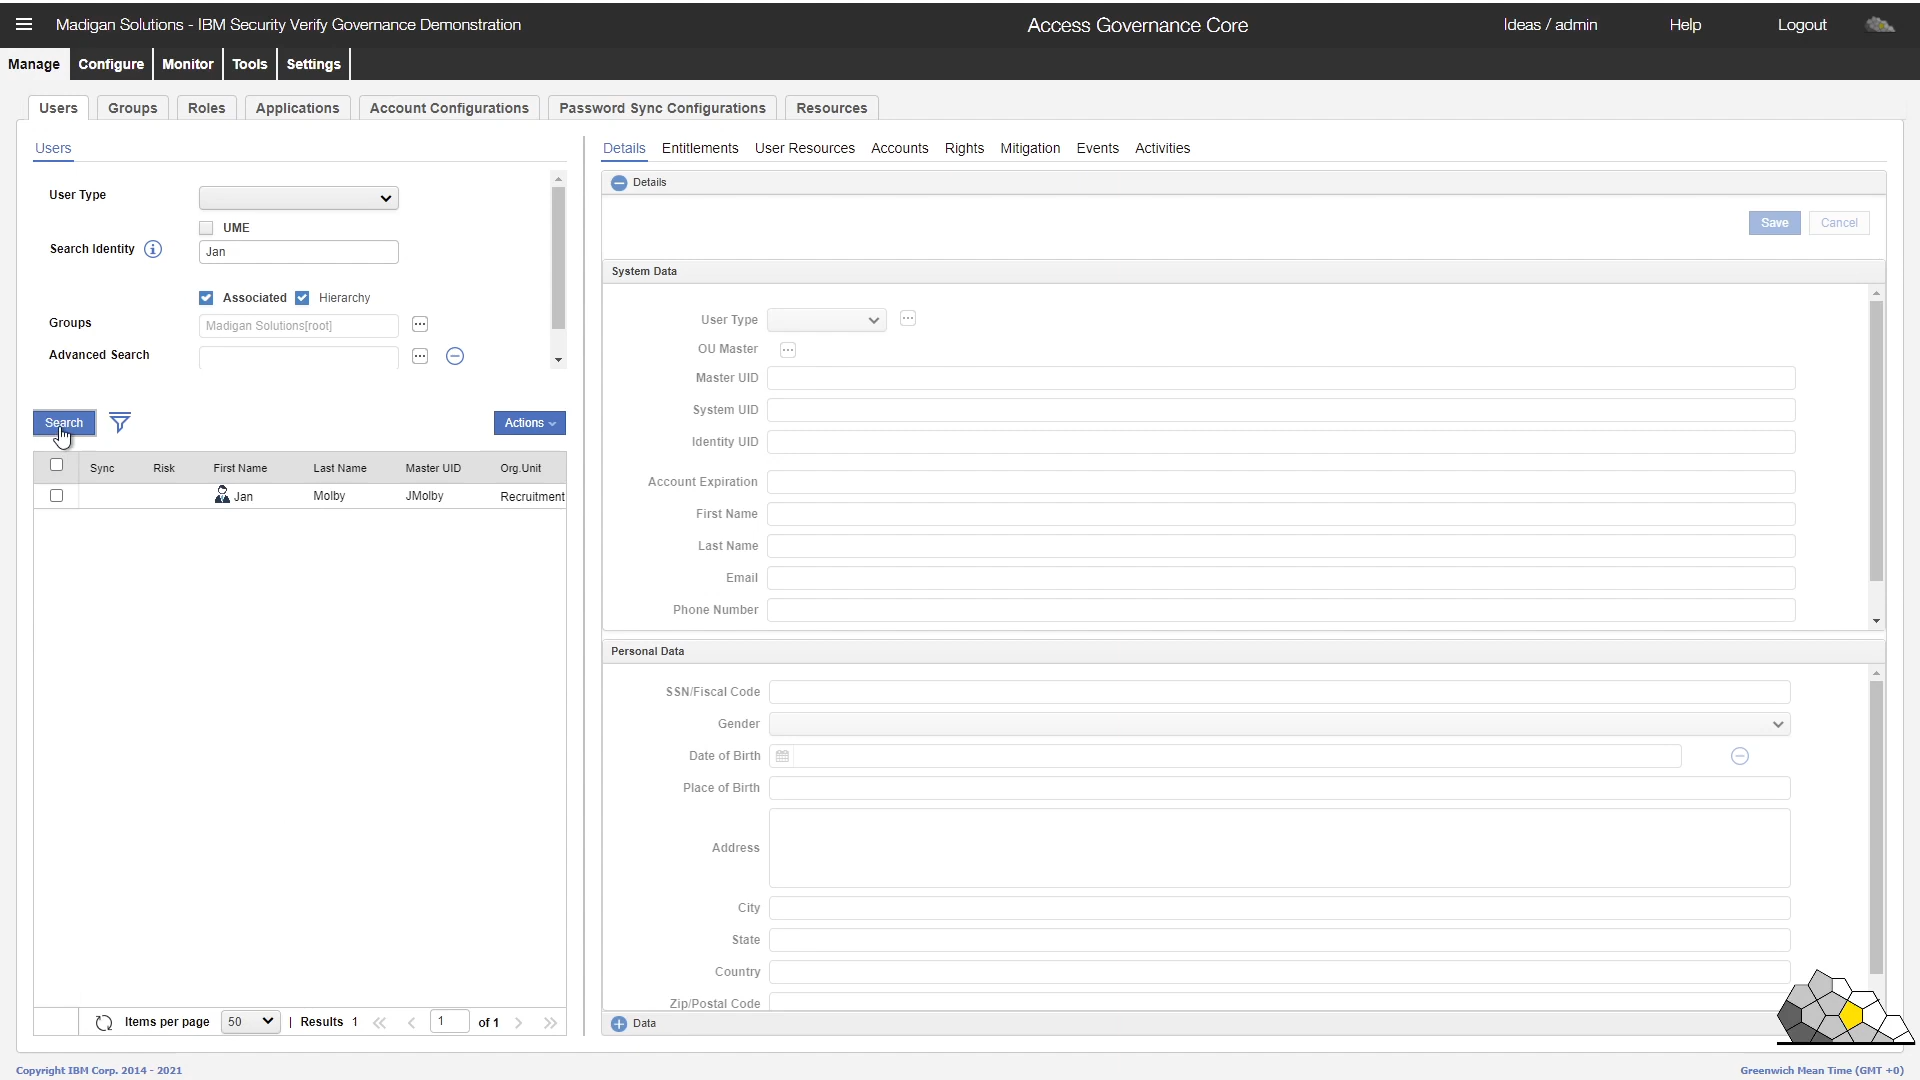 Madigan Solutions - IBM Security Verify Governance Demonstration
Access Governance Core
Ideas / admin
Help
Logout
Manage
Configure
Monitor
Tools
Settings
Users
Groups
Roles
Applications
Account Configurations
Password Sync Configurations
Resources
Users
User Type
UME
Search Identity
Jan
Associated
Hierarchy
Groups
Madigan Solutions[root]
Advanced Search
Search
Actions
Sync Risk First Name Last Name Master UID Org.Unit
Jan Molby JMolby Recruitment
Items per page 50 | Results 1
1 of 1
Details
Entitlements
User Resources
Accounts
Rights
Mitigation
Events
Activities
Details
Save
Cancel
System Data
User Type
OU Master
Master UID
System UID
Identity UID
Account Expiration
First Name
Last Name
Email
Phone Number
Personal Data
SSN/Fiscal Code
Gender
Date of Birth
Place of Birth
Address
City
State
Country
Zip/Postal Code
Data
Copyright IBM Corp. 2014 - 2021
Greenwich Mean Time (GMT +0)